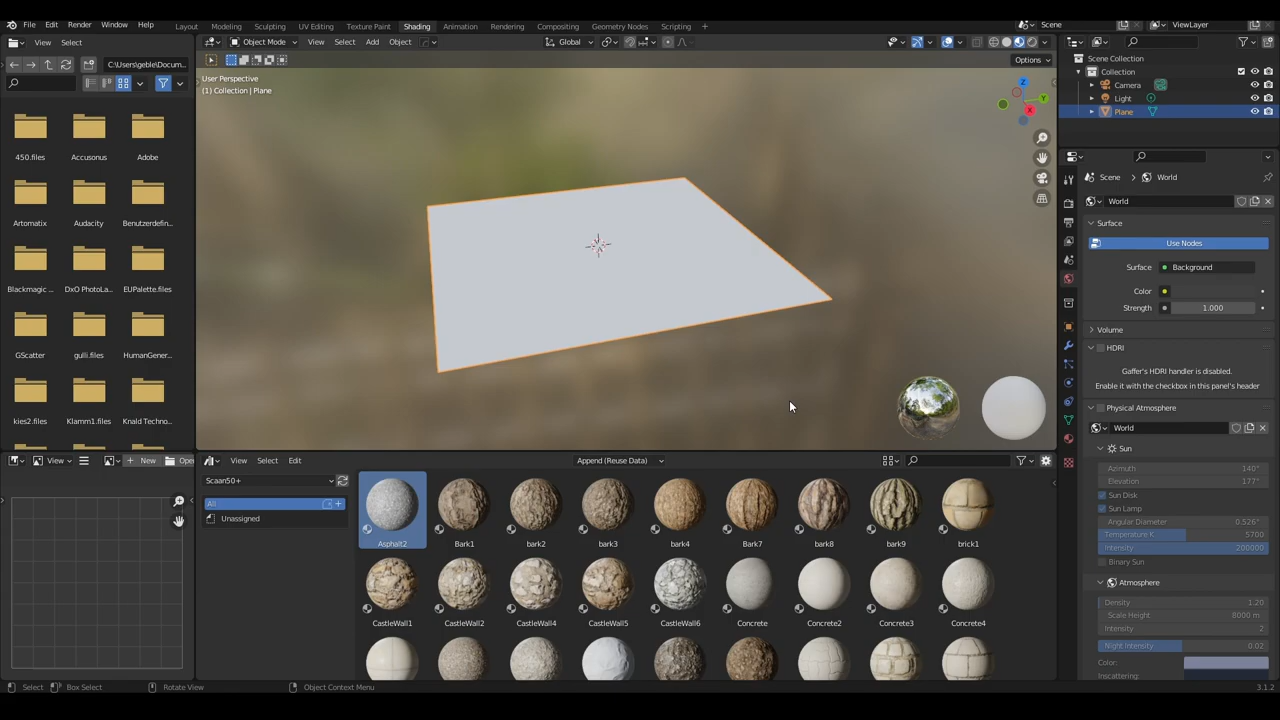 File Edit Render Window Help Layout Modeling Sculpting UV Editing Texture Paint Shading Animation Rendering Compositing Geometry Nodes Scripting + Scene ViewLayer
View Select
C:\Users\geble\Docum...
450.files Accusonus Adobe
Artomatix Audacity Benutzerdefin...
Blackmagic DxO PhotoLa... EUPalette.files
GScatter gulli.files HumanGener...
kies2.files Klamm1.files Knald Techno...
View + New Open
Object Mode View Select Add Object Global
Options
User Perspective
(1) Collection | Plane
Z
Y
X
View Select Edit Append (Reuse Data)
Scaan50+
All
Unassigned
Asphalt2 Bark1 bark2 bark3 bark4 Bark7 bark8 bark9 brick1
CastleWall1 CastleWall2 CastleWall4 CastleWall5 CastleWall6 Concrete Concrete2 Concrete3 Concrete4
Scene Collection
Collection
Camera
Light
Plane
Scene World
World
Surface
Use Nodes
Surface Background
Color
Strength 1.000
Volume
HDRI
Gaffer's HDRI handler is disabled.
Enable it with the checkbox in this panel's header
Physical Atmosphere
World
Sun
Azimuth 140°
Elevation 177°
Sun Disk
Sun Lamp
Angular Diameter 0.526°
Temperature K 5700
Intensity 200000
Binary Sun
Atmosphere
Density 1.20
Scale Height 8000 m
Intensity 2
Night Intensity 0.02
Color:
Inscattering:
Select Box Select Rotate View Object Context Menu 3.1.2